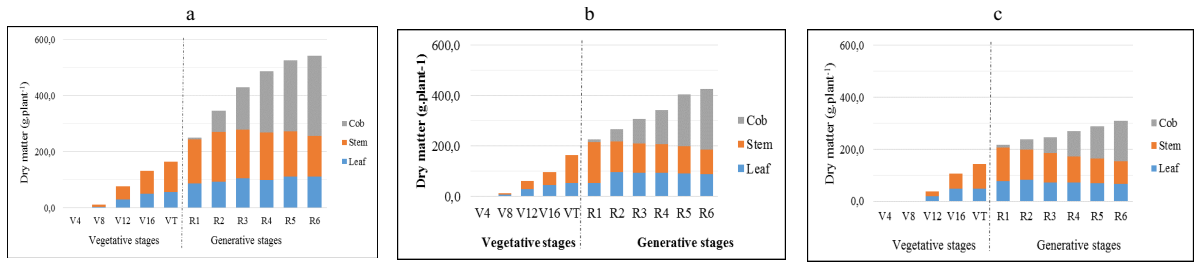 a
600,0
400,0
200,0
0,0
Dry matter (g.plant⁻¹)
Cob
Stem
Leaf
V4 V8 V12 V16 VT R1 R2 R3 R4 R5 R6
Vegetative stages Generative stages
b
600,0
400,0
200,0
0,0
Dry matter (g.plant-1)
Cob
Stem
Leaf
V4 V8 V12 V16 VT R1 R2 R3 R4 R5 R6
Vegetative stages Generative stages
c
600,0
400,0
200,0
0,0
Dry matter (g.plant⁻¹)
Cob
Stem
Leaf
V4 V8 V12 V16 VT R1 R2 R3 R4 R5 R6
Vegetative stages Generative stages